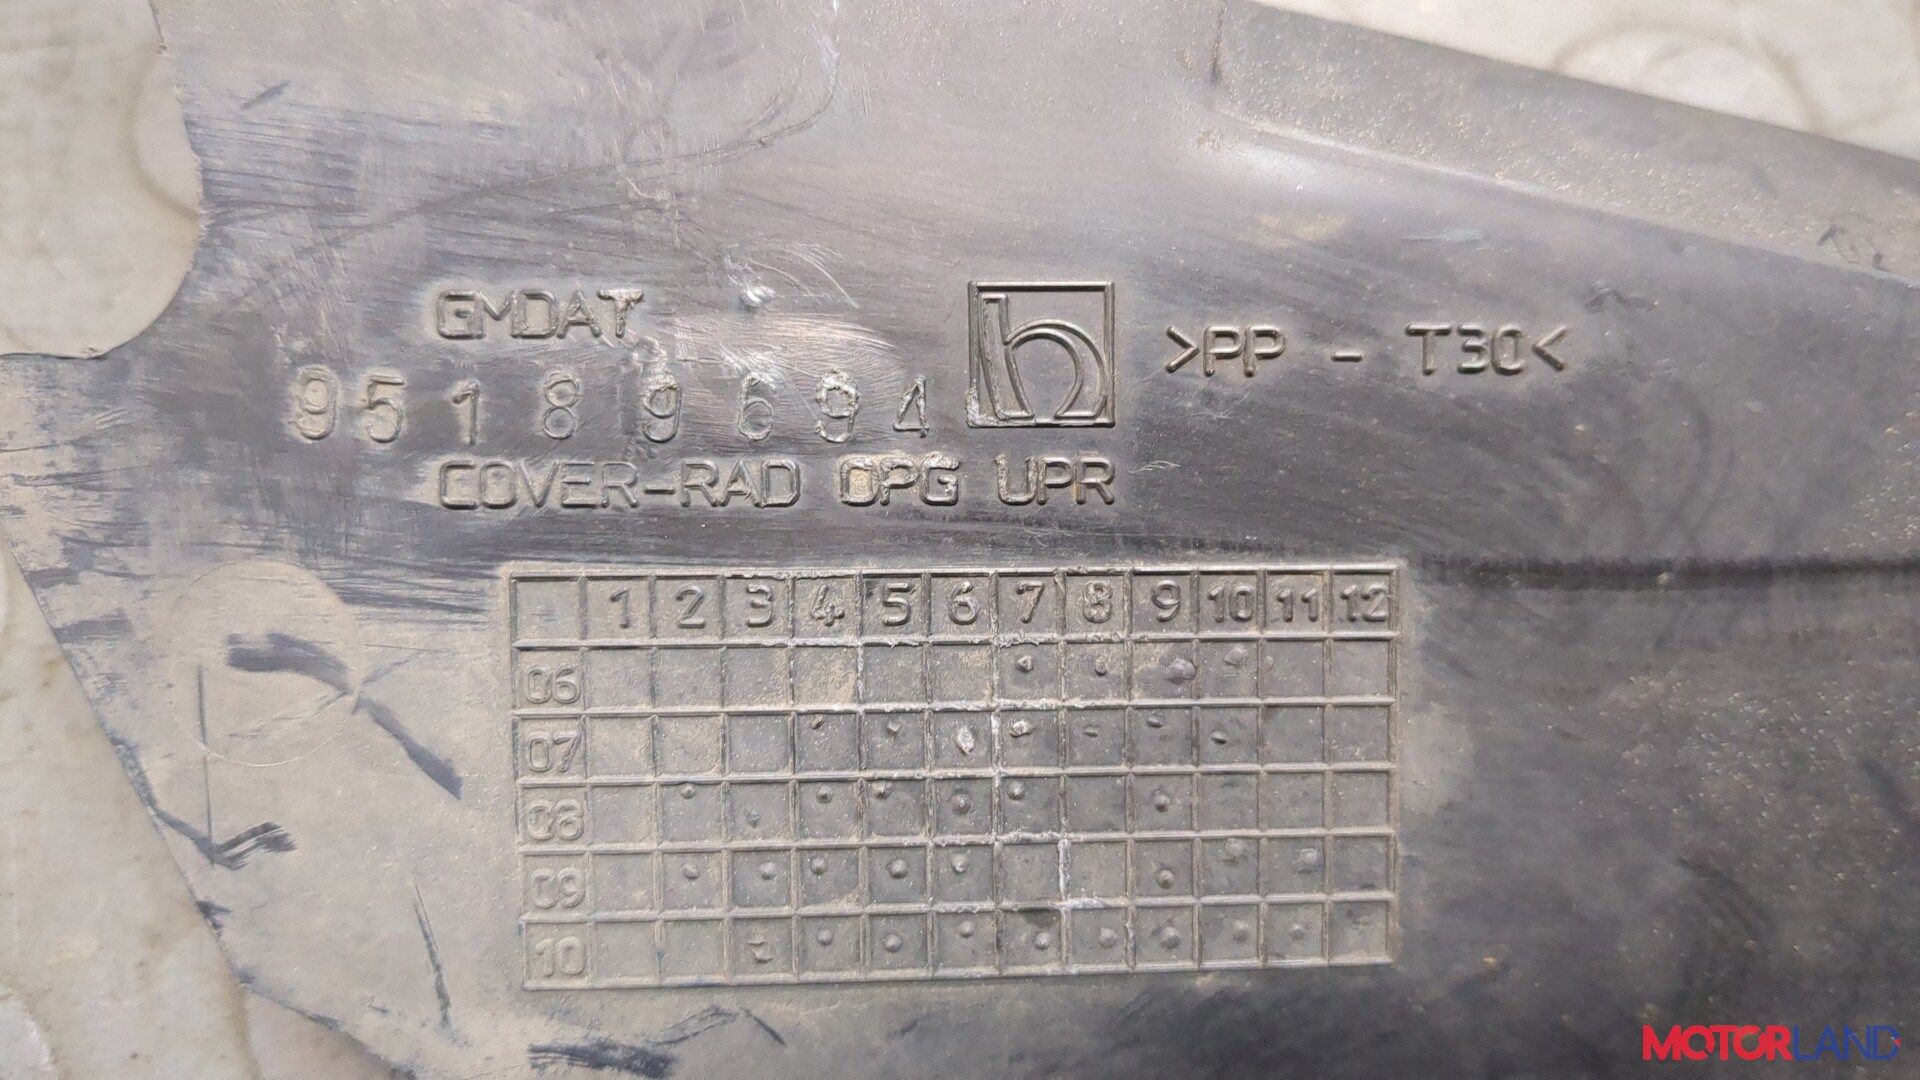 GMDAT
95189694
h
>PP - T30<
COVER-RAD OPG UPR
1 2 3 4 5 6 7 8 9 10 11 12
06
07
08
09
10
MOTORLAND